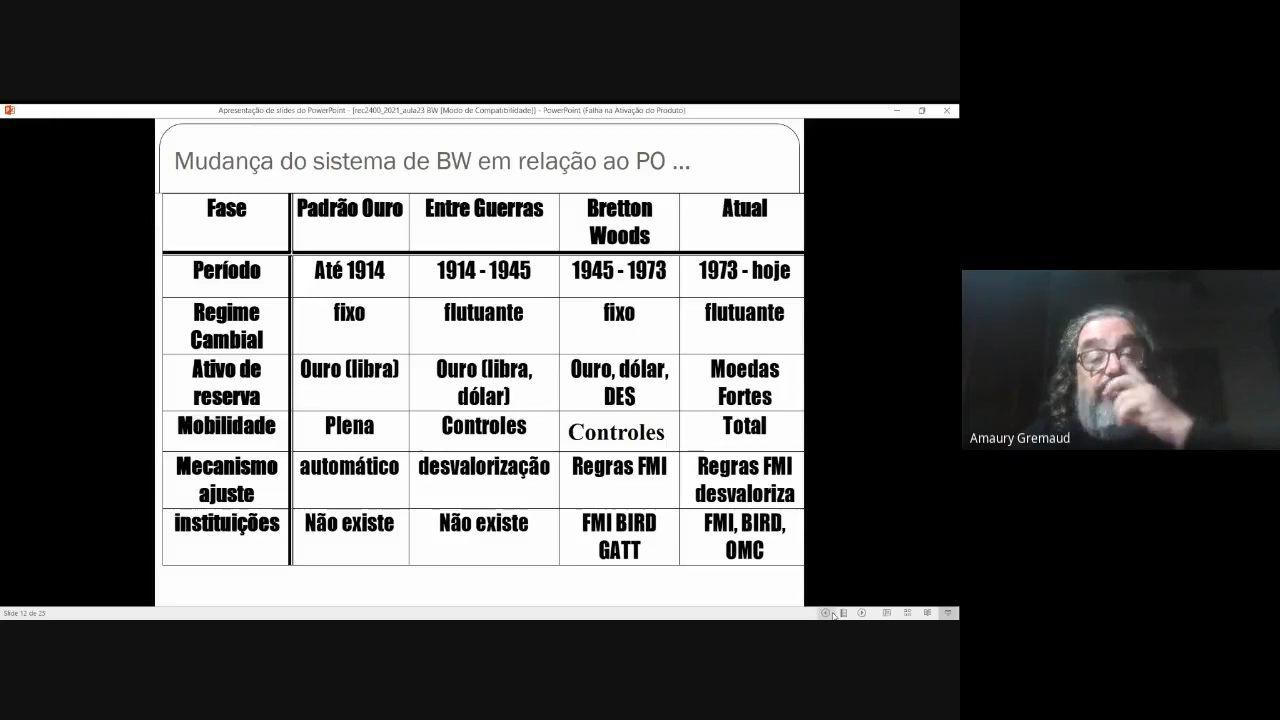 Apresentação de slides do PowerPoint - [rec2400_2021_aula23 BW [Modo de Compatibilidade]] - PowerPoint (Falha na Ativação do Produto)
Mudança do sistema de BW em relação ao PO ...
Fase Padrão Ouro Entre Guerras Bretton Woods Atual
Período Até 1914 1914 - 1945 1945 - 1973 1973 - hoje
Regime Cambial fixo flutuante fixo flutuante
Ativo de reserva Ouro (libra) Ouro (libra, dólar) Ouro, dólar, DES Moedas Fortes
Mobilidade Plena Controles Controles Total
Mecanismo ajuste automático desvalorização Regras FMI Regras FMI desvaloriza
instituições Não existe Não existe FMI BIRD GATT FMI, BIRD, OMC
Slide 12 de 25
Amaury Gremaud